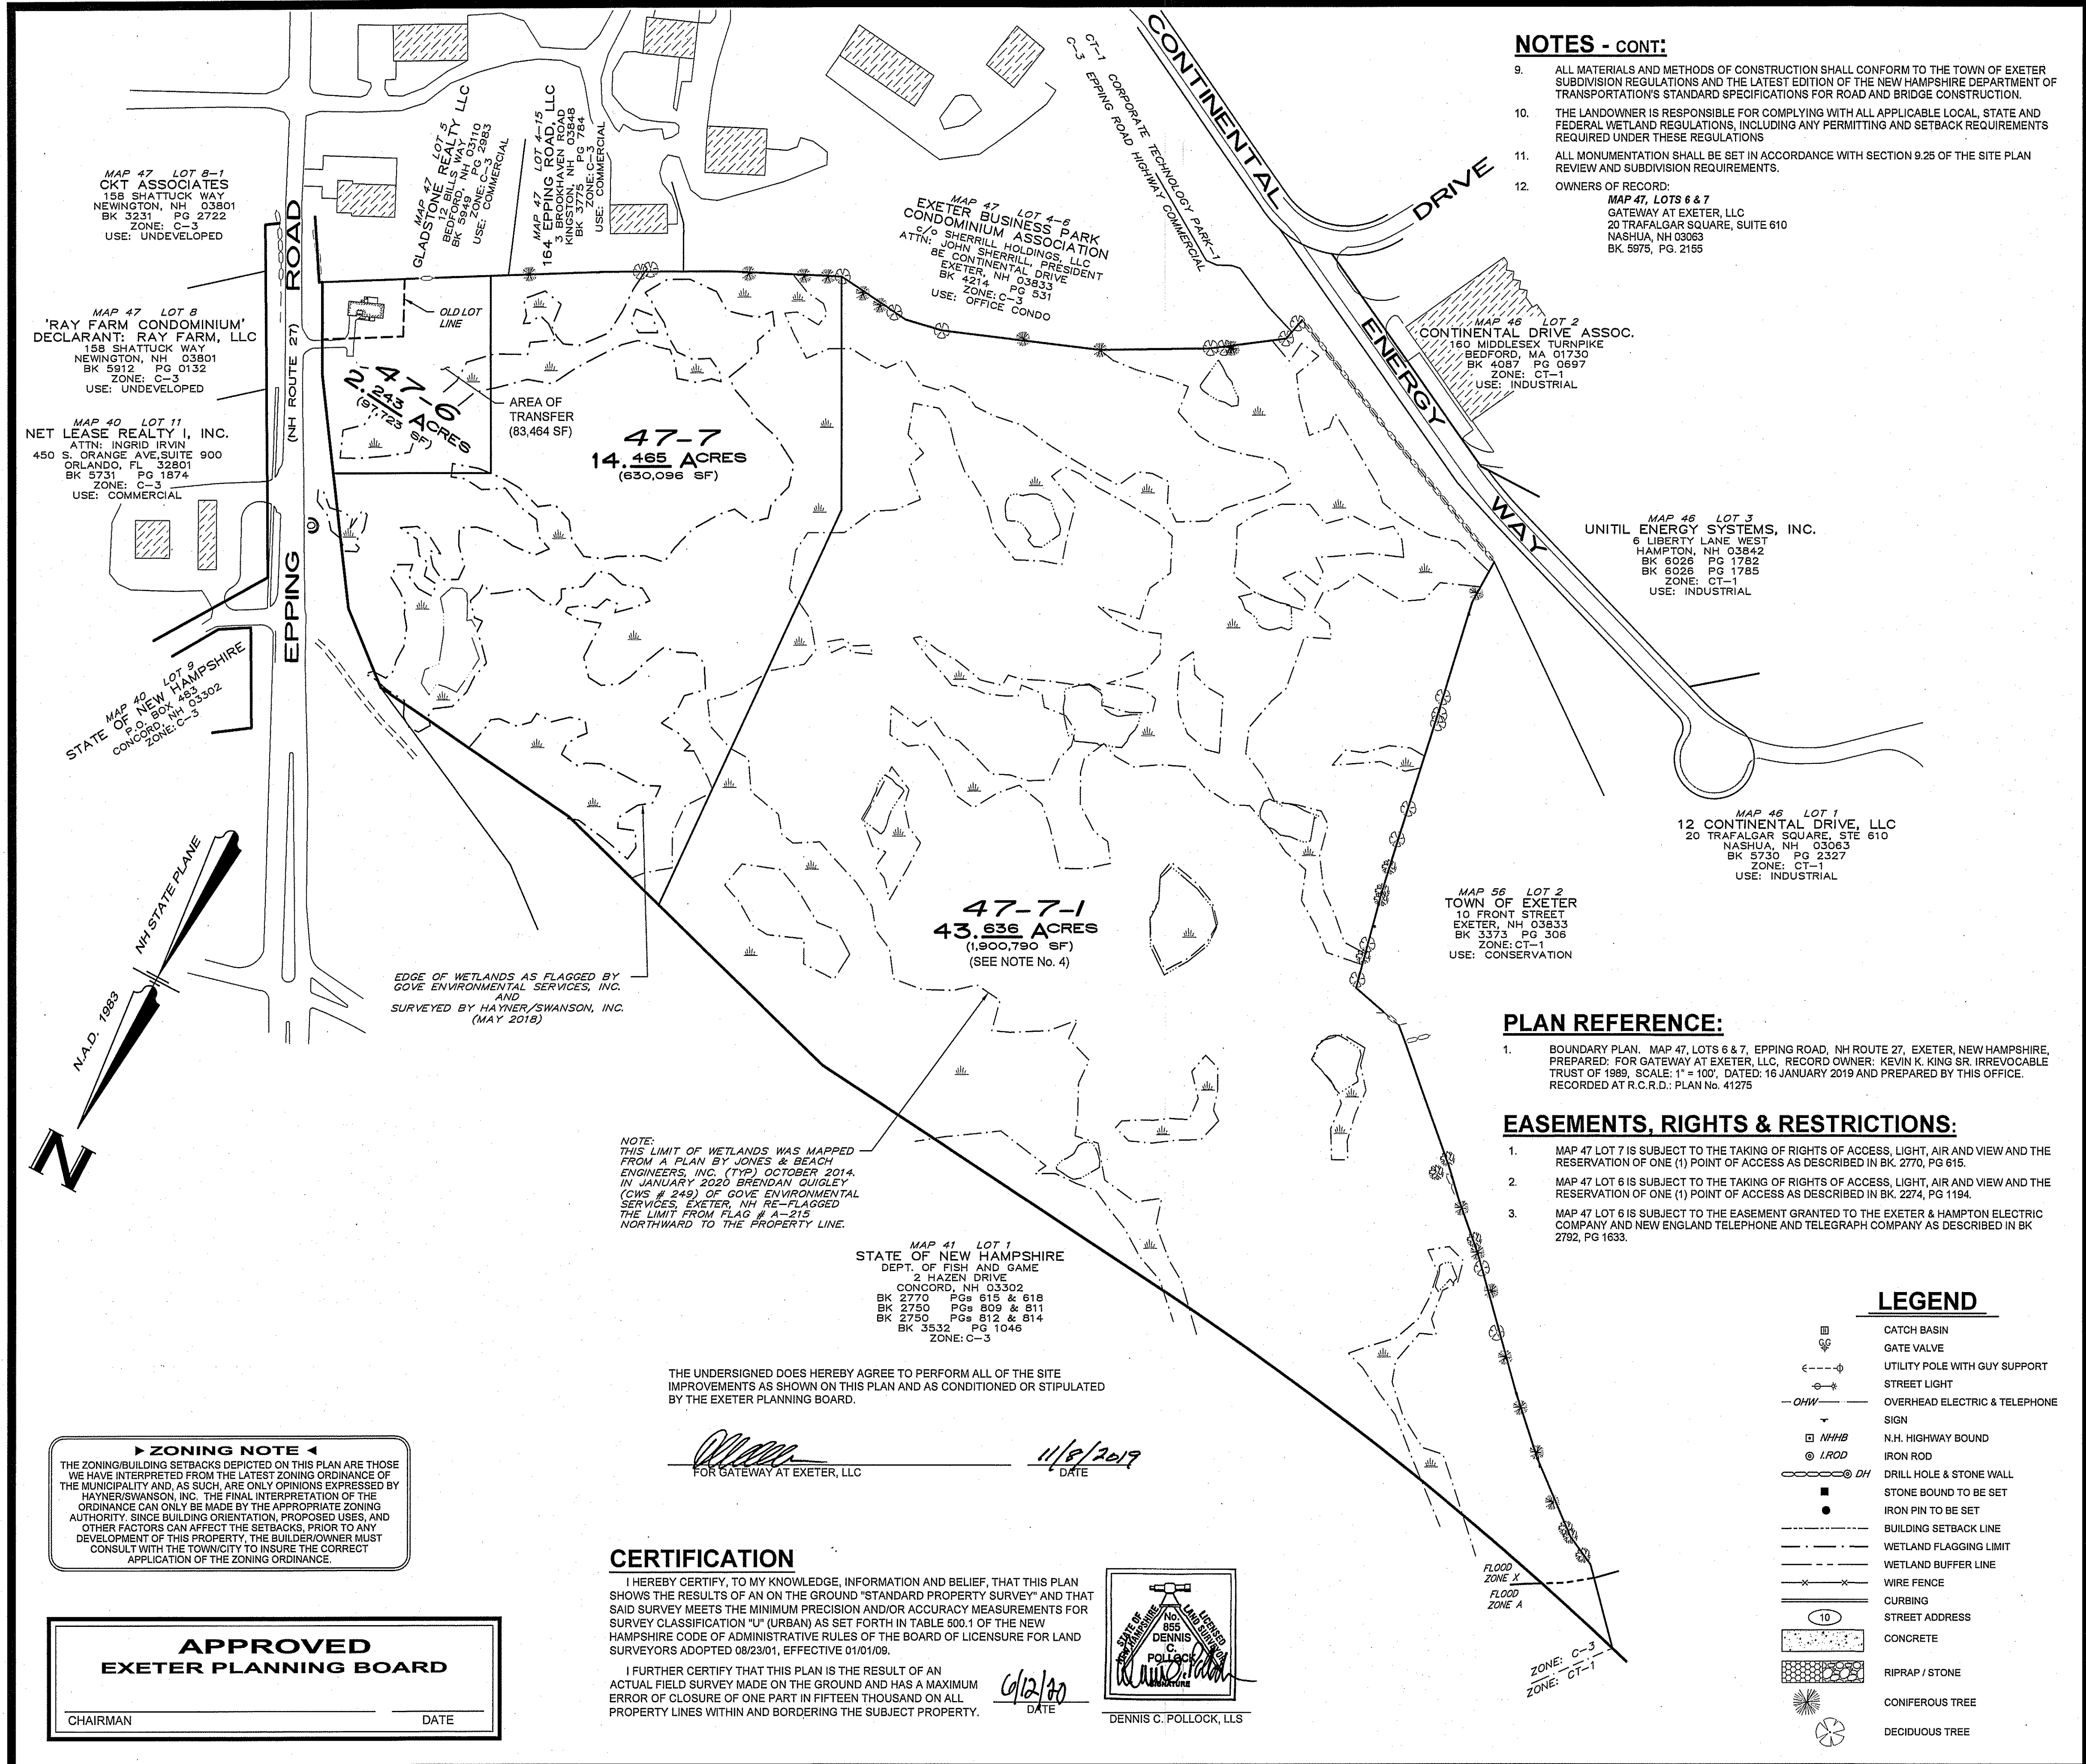 NOTES - CONT:
9. ALL MATERIALS AND METHODS OF CONSTRUCTION SHALL CONFORM TO THE TOWN OF EXETER
SUBDIVISION REGULATIONS AND THE LATEST EDITION OF THE NEW HAMPSHIRE DEPARTMENT OF
TRANSPORTATION'S STANDARD SPECIFICATIONS FOR ROAD AND BRIDGE CONSTRUCTION.
10. THE LANDOWNER IS RESPONSIBLE FOR COMPLYING WITH ALL APPLICABLE LOCAL, STATE AND
FEDERAL WETLAND REGULATIONS, INCLUDING ANY PERMITTING AND SETBACK REQUIREMENTS
REQUIRED UNDER THESE REGULATIONS
11. ALL MONUMENTATION SHALL BE SET IN ACCORDANCE WITH SECTION 9.25 OF THE SITE PLAN
REVIEW AND SUBDIVISION REQUIREMENTS.
12. OWNERS OF RECORD:
MAP 47, LOTS 6 & 7
GATEWAY AT EXETER, LLC
20 TRAFALGAR SQUARE, SUITE 610
NASHUA, NH 03063
BK. 5975, PG. 2155
CONTINENTAL
DRIVE
ENERGY
WAY
CT-1 CORPORATE TECHNOLOGY PARK-1
C-3 EPPING ROAD HIGHWAY COMMERCIAL
MAP 47 LOT 8-1
CKT ASSOCIATES
158 SHATTUCK WAY
NEWINGTON, NH 03801
BK 3231 PG 2722
ZONE: C-3
USE: UNDEVELOPED
MAP 47 LOT 8
'RAY FARM CONDOMINIUM'
DECLARANT: RAY FARM, LLC
158 SHATTUCK WAY
NEWINGTON, NH 03801
BK 5912 PG 0132
ZONE: C-3
USE: UNDEVELOPED
MAP 40 LOT 11
NET LEASE REALTY I, INC.
ATTN: INGRID IRVIN
450 S. ORANGE AVE,SUITE 900
ORLANDO, FL 32801
BK 5731 PG 1874
ZONE: C-3
USE: COMMERCIAL
MAP 40 LOT 9
STATE OF NEW HAMPSHIRE
P.O. BOX 483
CONCORD, NH 03302
ZONE: C-3
EPPING ROAD
(NH ROUTE 27)
MAP 47 LOT 5
GLADSTONE REALTY LLC
12 BILLS WAY
BEDFORD, NH 03110
BK 5949 PG 2983
ZONE: C-3
USE: COMMERCIAL
MAP 47 LOT 4-15
164 EPPING ROAD, LLC
3 BROOKHAVEN ROAD
KINGSTON, NH 03848
BK 3775 PG 784
ZONE: C-3
USE: COMMERCIAL
MAP 47 LOT 4-6
EXETER BUSINESS PARK
CONDOMINIUM ASSOCIATION
c/o SHERRILL HOLDINGS, LLC
ATTN: JOHN SHERRILL, PRESIDENT
8E CONTINENTAL DRIVE
EXETER, NH 03833
BK 4214 PG 531
ZONE: C-3
USE: OFFICE CONDO
OLD LOT
LINE
47-6
2.243 ACRES
(97,723 SF)
AREA OF
TRANSFER
(83,464 SF)
47-7
14.465 ACRES
(630,096 SF)
MAP 46 LOT 2
CONTINENTAL DRIVE ASSOC.
160 MIDDLESEX TURNPIKE
BEDFORD, MA 01730
BK 4087 PG 0697
ZONE: CT-1
USE: INDUSTRIAL
MAP 46 LOT 3
UNITIL ENERGY SYSTEMS, INC.
6 LIBERTY LANE WEST
HAMPTON, NH 03842
BK 6026 PG 1782
BK 6026 PG 1785
ZONE: CT-1
USE: INDUSTRIAL
MAP 46 LOT 1
12 CONTINENTAL DRIVE, LLC
20 TRAFALGAR SQUARE, STE 610
NASHUA, NH 03063
BK 5730 PG 2327
ZONE: CT-1
USE: INDUSTRIAL
MAP 56 LOT 2
TOWN OF EXETER
10 FRONT STREET
EXETER, NH 03833
BK 3373 PG 306
ZONE: CT-1
USE: CONSERVATION
47-7-1
43.636 ACRES
(1,900,790 SF)
(SEE NOTE No. 4)
NH STATE PLANE
N.A.D. 1983
N
EDGE OF WETLANDS AS FLAGGED BY
GOVE ENVIRONMENTAL SERVICES, INC.
AND
SURVEYED BY HAYNER/SWANSON, INC.
(MAY 2018)
NOTE:
THIS LIMIT OF WETLANDS WAS MAPPED
FROM A PLAN BY JONES & BEACH
ENGINEERS, INC. (TYP) OCTOBER 2014.
IN JANUARY 2020 BRENDAN QUIGLEY
(CWS # 249) OF GOVE ENVIRONMENTAL
SERVICES, EXETER, NH RE-FLAGGED
THE LIMIT FROM FLAG # A-215
NORTHWARD TO THE PROPERTY LINE.
MAP 41 LOT 1
STATE OF NEW HAMPSHIRE
DEPT. OF FISH AND GAME
2 HAZEN DRIVE
CONCORD, NH 03302
BK 2770 PGs 615 & 618
BK 2750 PGs 809 & 811
BK 2750 PGs 812 & 814
BK 3532 PG 1046
ZONE: C-3
PLAN REFERENCE:
1. BOUNDARY PLAN. MAP 47, LOTS 6 & 7, EPPING ROAD, NH ROUTE 27, EXETER, NEW HAMPSHIRE,
PREPARED: FOR GATEWAY AT EXETER, LLC, RECORD OWNER: KEVIN K. KING SR. IRREVOCABLE
TRUST OF 1989, SCALE: 1" = 100', DATED: 16 JANUARY 2019 AND PREPARED BY THIS OFFICE.
RECORDED AT R.C.R.D.: PLAN No. 41275
EASEMENTS, RIGHTS & RESTRICTIONS:
1. MAP 47 LOT 7 IS SUBJECT TO THE TAKING OF RIGHTS OF ACCESS, LIGHT, AIR AND VIEW AND THE
RESERVATION OF ONE (1) POINT OF ACCESS AS DESCRIBED IN BK. 2770, PG 615.
2. MAP 47 LOT 6 IS SUBJECT TO THE TAKING OF RIGHTS OF ACCESS, LIGHT, AIR AND VIEW AND THE
RESERVATION OF ONE (1) POINT OF ACCESS AS DESCRIBED IN BK. 2274, PG 1194.
3. MAP 47 LOT 6 IS SUBJECT TO THE EASEMENT GRANTED TO THE EXETER & HAMPTON ELECTRIC
COMPANY AND NEW ENGLAND TELEPHONE AND TELEGRAPH COMPANY AS DESCRIBED IN BK
2792, PG 1633.
LEGEND
CATCH BASIN
GG GATE VALVE
UTILITY POLE WITH GUY SUPPORT
STREET LIGHT
OHW OVERHEAD ELECTRIC & TELEPHONE
SIGN
NHHB N.H. HIGHWAY BOUND
I.ROD IRON ROD
DH DRILL HOLE & STONE WALL
STONE BOUND TO BE SET
IRON PIN TO BE SET
BUILDING SETBACK LINE
WETLAND FLAGGING LIMIT
WETLAND BUFFER LINE
WIRE FENCE
CURBING
10 STREET ADDRESS
CONCRETE
RIPRAP / STONE
CONIFEROUS TREE
DECIDUOUS TREE
FLOOD
ZONE X
FLOOD
ZONE A
ZONE: C-3
ZONE: CT-1
THE UNDERSIGNED DOES HEREBY AGREE TO PERFORM ALL OF THE SITE
IMPROVEMENTS AS SHOWN ON THIS PLAN AND AS CONDITIONED OR STIPULATED
BY THE EXETER PLANNING BOARD.
11/8/2019
FOR GATEWAY AT EXETER, LLC DATE
▶ ZONING NOTE ◀
THE ZONING/BUILDING SETBACKS DEPICTED ON THIS PLAN ARE THOSE
WE HAVE INTERPRETED FROM THE LATEST ZONING ORDINANCE OF
THE MUNICIPALITY AND, AS SUCH, ARE ONLY OPINIONS EXPRESSED BY
HAYNER/SWANSON, INC. THE FINAL INTERPRETATION OF THE
ORDINANCE CAN ONLY BE MADE BY THE APPROPRIATE ZONING
AUTHORITY. SINCE BUILDING ORIENTATION, PROPOSED USES, AND
OTHER FACTORS CAN AFFECT THE SETBACKS, PRIOR TO ANY
DEVELOPMENT OF THIS PROPERTY, THE BUILDER/OWNER MUST
CONSULT WITH THE TOWN/CITY TO INSURE THE CORRECT
APPLICATION OF THE ZONING ORDINANCE.
APPROVED
EXETER PLANNING BOARD
CHAIRMAN DATE
CERTIFICATION
I HEREBY CERTIFY, TO MY KNOWLEDGE, INFORMATION AND BELIEF, THAT THIS PLAN
SHOWS THE RESULTS OF AN ON THE GROUND "STANDARD PROPERTY SURVEY" AND THAT
SAID SURVEY MEETS THE MINIMUM PRECISION AND/OR ACCURACY MEASUREMENTS FOR
SURVEY CLASSIFICATION "U" (URBAN) AS SET FORTH IN TABLE 500.1 OF THE NEW
HAMPSHIRE CODE OF ADMINISTRATIVE RULES OF THE BOARD OF LICENSURE FOR LAND
SURVEYORS ADOPTED 08/23/01, EFFECTIVE 01/01/09.
I FURTHER CERTIFY THAT THIS PLAN IS THE RESULT OF AN
ACTUAL FIELD SURVEY MADE ON THE GROUND AND HAS A MAXIMUM
ERROR OF CLOSURE OF ONE PART IN FIFTEEN THOUSAND ON ALL
PROPERTY LINES WITHIN AND BORDERING THE SUBJECT PROPERTY.
6/12/20
DATE
STATE OF NEW HAMPSHIRE
LICENSED LAND SURVEYOR
No.
855
DENNIS
C.
POLLOCK
SIGNATURE
DENNIS C. POLLOCK, LLS